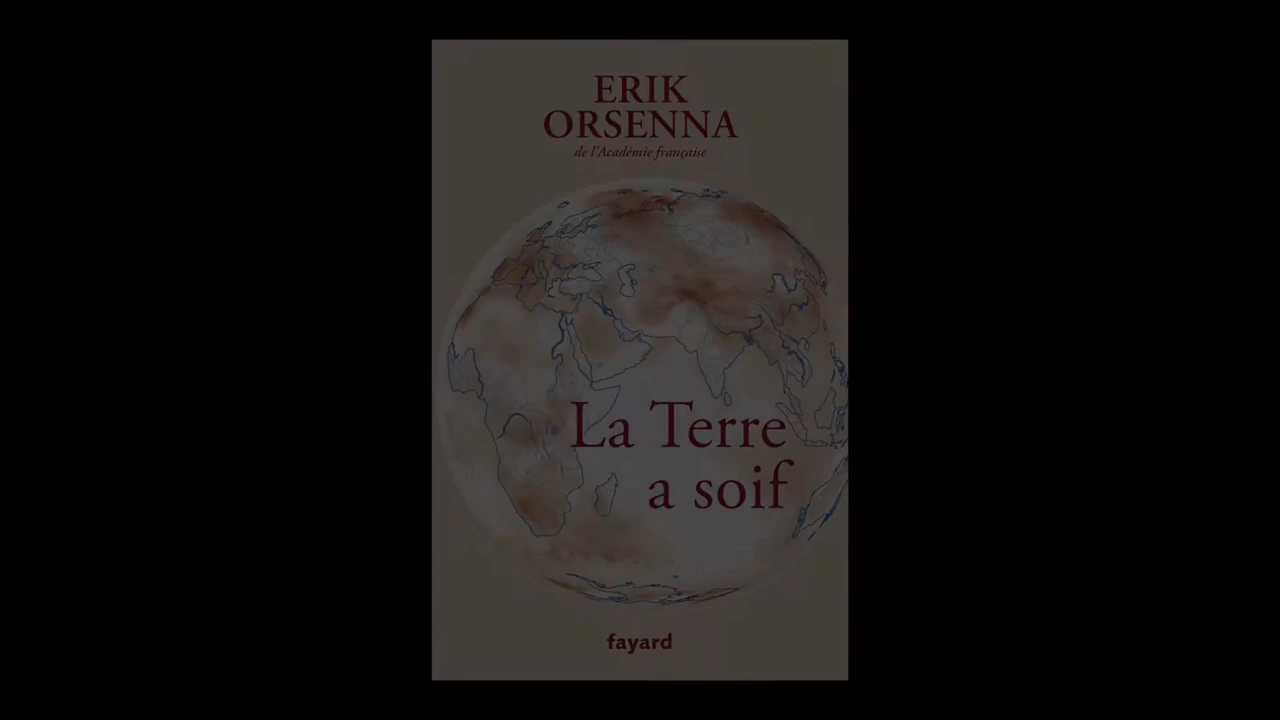 ERIK
ORSENNA
de l'Académie française
La Terre
a soif
fayard